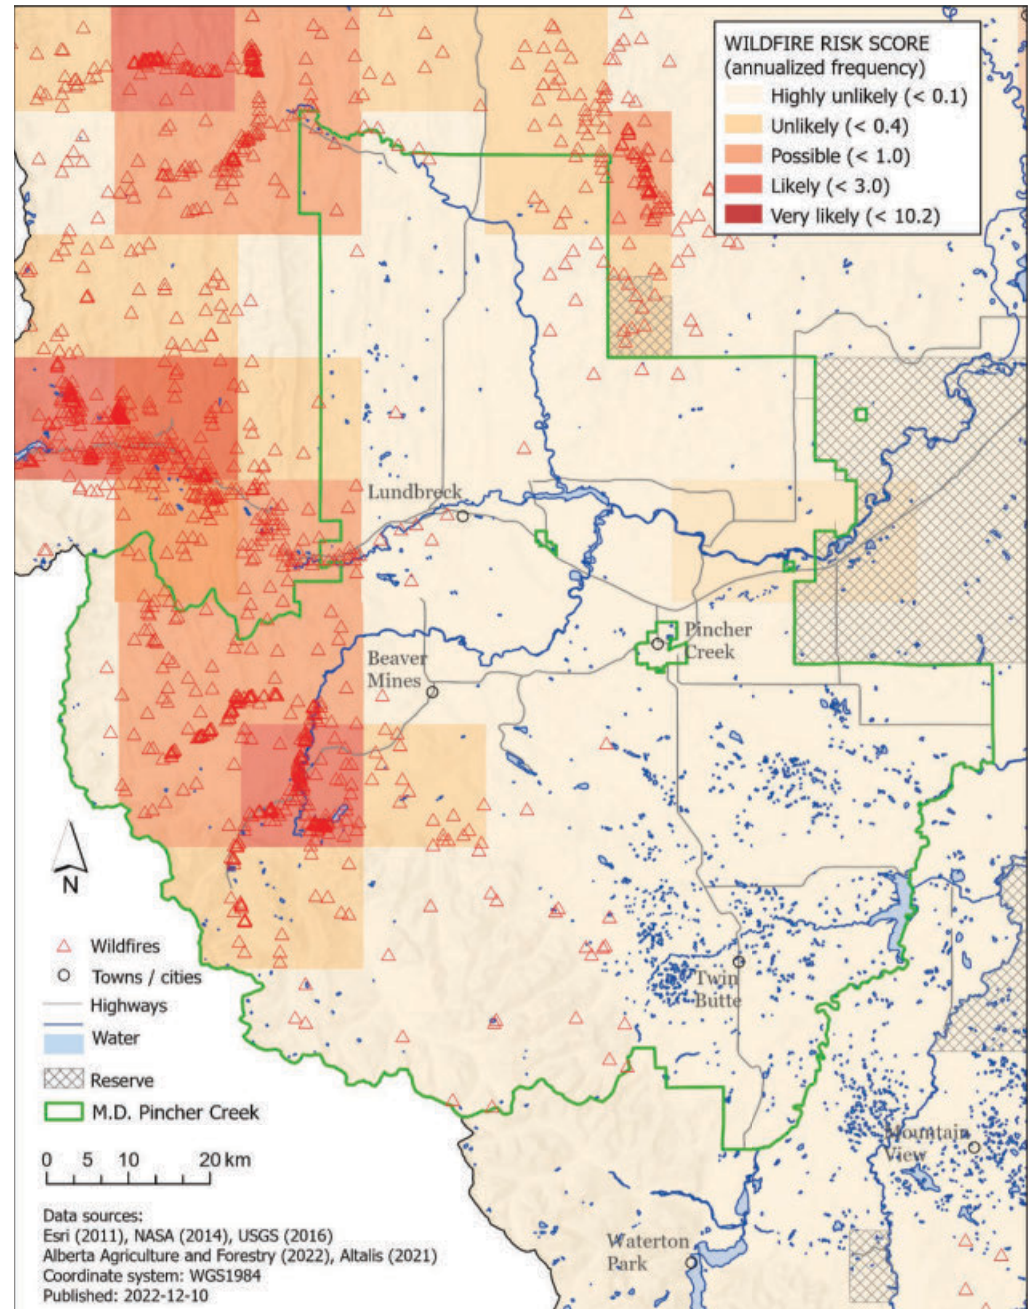 WILDFIRE RISK SCORE
(annualized frequency)
Highly unlikely (< 0.1)
Unlikely (< 0.4)
Possible (< 1.0)
Likely (< 3.0)
Very likely (< 10.2)
Lundbreck
Pincher
Creek
Beaver
Mines
N
Wildfires
Towns / cities
Highways
Water
Reserve
M.D. Pincher Creek
Twin
Butte
Mountain
View
0 5 10 20 km
Waterton
Park
Data sources:
Esri (2011), NASA (2014), USGS (2016)
Alberta Agriculture and Forestry (2022), Altalis (2021)
Coordinate system: WGS1984
Published: 2022-12-10